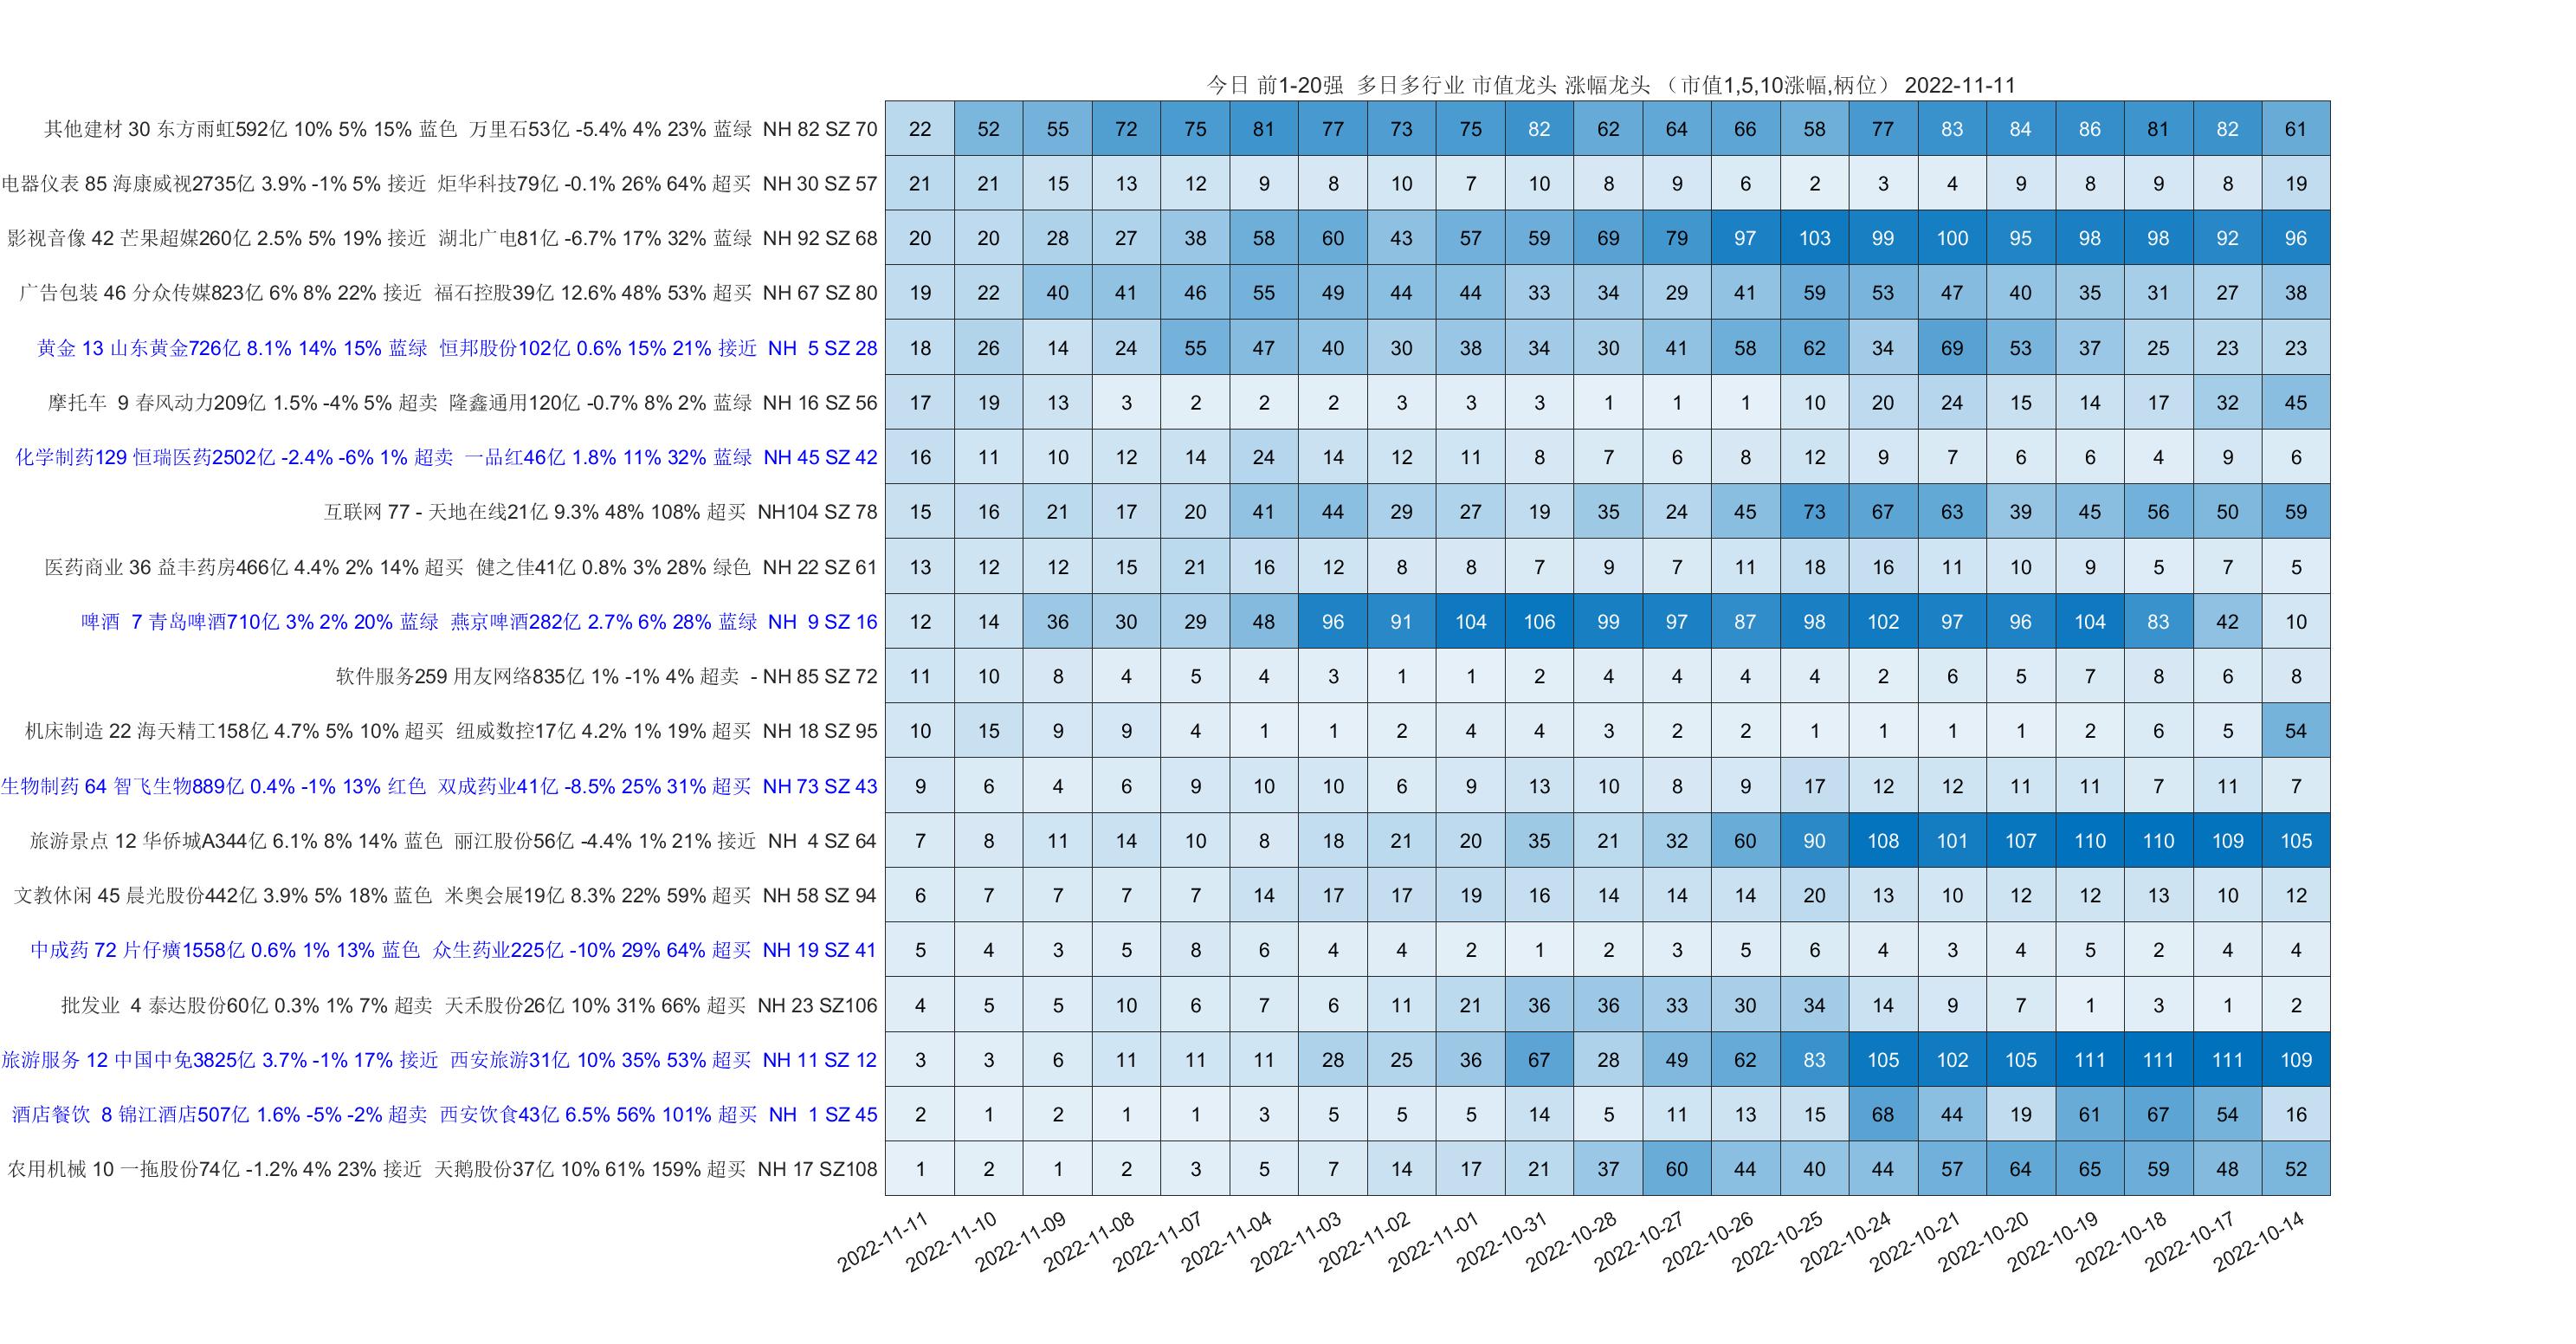 今日 前1-20强 多日多行业 市值龙头 涨幅龙头 （市值1,5,10涨幅,柄位） 2022-11-11
其他建材 30 东方雨虹592亿 10% 5% 15% 蓝色 万里石53亿 -5.4% 4% 23% 蓝绿 NH 82 SZ 70 22 52 55 72 75 81 77 73 75 82 62 64 66 58 77 83 84 86 81 82 61
电器仪表 85 海康威视2735亿 3.9% -1% 5% 接近 炬华科技79亿 -0.1% 26% 64% 超买 NH 30 SZ 57 21 21 15 13 12 9 8 10 7 10 8 9 6 2 3 4 9 8 9 8 19
影视音像 42 芒果超媒260亿 2.5% 5% 19% 接近 湖北广电81亿 -6.7% 17% 32% 蓝绿 NH 92 SZ 68 20 20 28 27 38 58 60 43 57 59 69 79 97 103 99 100 95 98 98 92 96
广告包装 46 分众传媒823亿 6% 8% 22% 接近 福石控股39亿 12.6% 48% 53% 超买 NH 67 SZ 80 19 22 40 41 46 55 49 44 44 33 34 29 41 59 53 47 40 35 31 27 38
黄金 13 山东黄金726亿 8.1% 14% 15% 蓝绿 恒邦股份102亿 0.6% 15% 21% 接近 NH 5 SZ 28 18 26 14 24 55 47 40 30 38 34 30 41 58 62 34 69 53 37 25 23 23
摩托车 9 春风动力209亿 1.5% -4% 5% 超卖 隆鑫通用120亿 -0.7% 8% 2% 蓝绿 NH 16 SZ 56 17 19 13 3 2 2 2 3 3 3 1 1 1 10 20 24 15 14 17 32 45
化学制药129 恒瑞医药2502亿 -2.4% -6% 1% 超卖 一品红46亿 1.8% 11% 32% 蓝绿 NH 45 SZ 42 16 11 10 12 14 24 14 12 11 8 7 6 8 12 9 7 6 6 4 9 6
互联网 77 - 天地在线21亿 9.3% 48% 108% 超买 NH104 SZ 78 15 16 21 17 20 41 44 29 27 19 35 24 45 73 67 63 39 45 56 50 59
医药商业 36 益丰药房466亿 4.4% 2% 14% 超买 健之佳41亿 0.8% 3% 28% 绿色 NH 22 SZ 61 13 12 12 15 21 16 12 8 8 7 9 7 11 18 16 11 10 9 5 7 5
啤酒 7 青岛啤酒710亿 3% 2% 20% 蓝绿 燕京啤酒282亿 2.7% 6% 28% 蓝绿 NH 9 SZ 16 12 14 36 30 29 48 96 91 104 106 99 97 87 98 102 97 96 104 83 42 10
软件服务259 用友网络835亿 1% -1% 4% 超卖 - NH 85 SZ 72 11 10 8 4 5 4 3 1 1 2 4 4 4 4 2 6 5 7 8 6 8
机床制造 22 海天精工158亿 4.7% 5% 10% 超买 纽威数控17亿 4.2% 1% 19% 超买 NH 18 SZ 95 10 15 9 9 4 1 1 2 4 4 3 2 2 1 1 1 1 2 6 5 54
生物制药 64 智飞生物889亿 0.4% -1% 13% 红色 双成药业41亿 -8.5% 25% 31% 超买 NH 73 SZ 43 9 6 4 6 9 10 10 6 9 13 10 8 9 17 12 12 11 11 7 11 7
旅游景点 12 华侨城A344亿 6.1% 8% 14% 蓝色 丽江股份56亿 -4.4% 1% 21% 接近 NH 4 SZ 64 7 8 11 14 10 8 18 21 20 35 21 32 60 90 108 101 107 110 110 109 105
文教休闲 45 晨光股份442亿 3.9% 5% 18% 蓝色 米奥会展19亿 8.3% 22% 59% 超买 NH 58 SZ 94 6 7 7 7 7 14 17 17 19 16 14 14 14 20 13 10 12 12 13 10 12
中成药 72 片仔癀1558亿 0.6% 1% 13% 蓝色 众生药业225亿 -10% 29% 64% 超买 NH 19 SZ 41 5 4 3 5 8 6 4 4 2 1 2 3 5 6 4 3 4 5 2 4 4
批发业 4 泰达股份60亿 0.3% 1% 7% 超卖 天禾股份26亿 10% 31% 66% 超买 NH 23 SZ106 4 5 5 10 6 7 6 11 21 36 36 33 30 34 14 9 7 1 3 1 2
旅游服务 12 中国中免3825亿 3.7% -1% 17% 接近 西安旅游31亿 10% 35% 53% 超买 NH 11 SZ 12 3 3 6 11 11 11 28 25 36 67 28 49 62 83 105 102 105 111 111 111 109
酒店餐饮 8 锦江酒店507亿 1.6% -5% -2% 超卖 西安饮食43亿 6.5% 56% 101% 超买 NH 1 SZ 45 2 1 2 1 1 3 5 5 5 14 5 11 13 15 68 44 19 61 67 54 16
农用机械 10 一拖股份74亿 -1.2% 4% 23% 接近 天鹅股份37亿 10% 61% 159% 超买 NH 17 SZ108 1 2 1 2 3 5 7 14 17 21 37 60 44 40 44 57 64 65 59 48 52
2022-11-11 2022-11-10 2022-11-09 2022-11-08 2022-11-07 2022-11-04 2022-11-03 2022-11-02 2022-11-01 2022-10-31 2022-10-28 2022-10-27 2022-10-26 2022-10-25 2022-10-24 2022-10-21 2022-10-20 2022-10-19 2022-10-18 2022-10-17 2022-10-14